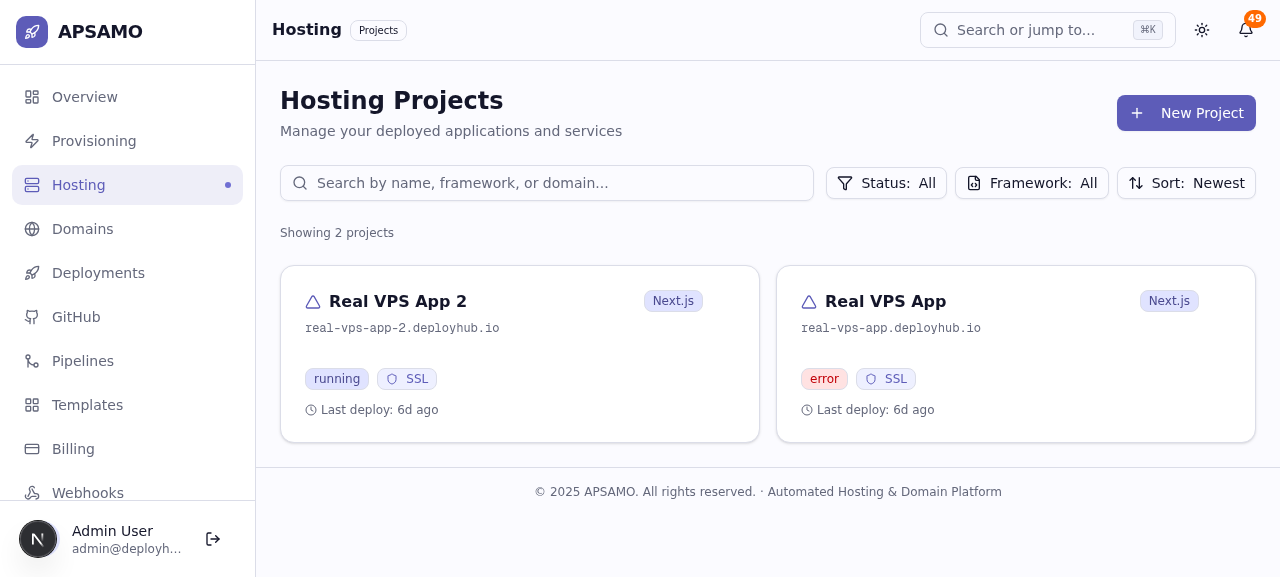 APSAMO
Hosting
Projects
Search or jump to...
⌘K
49
Overview
Provisioning
Hosting
Domains
Deployments
GitHub
Pipelines
Templates
Billing
Webhooks
Admin User
admin@deployh...
Hosting Projects
Manage your deployed applications and services
New Project
Search by name, framework, or domain...
Status: All
Framework: All
Sort: Newest
Showing 2 projects
Real VPS App 2
Next.js
real-vps-app-2.deployhub.io
running
SSL
Last deploy: 6d ago
Real VPS App
Next.js
real-vps-app.deployhub.io
error
SSL
Last deploy: 6d ago
© 2025 APSAMO. All rights reserved. · Automated Hosting & Domain Platform